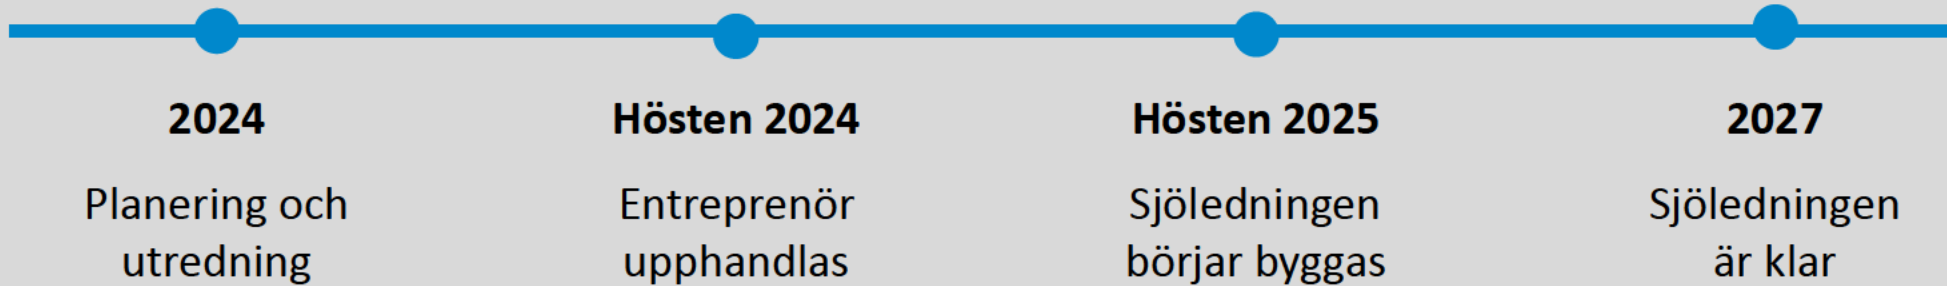 2024
Planering och
utredning
Hösten 2024
Entreprenör
upphandlas
Hösten 2025
Sjöledningen
börjar byggas
2027
Sjöledningen
är klar